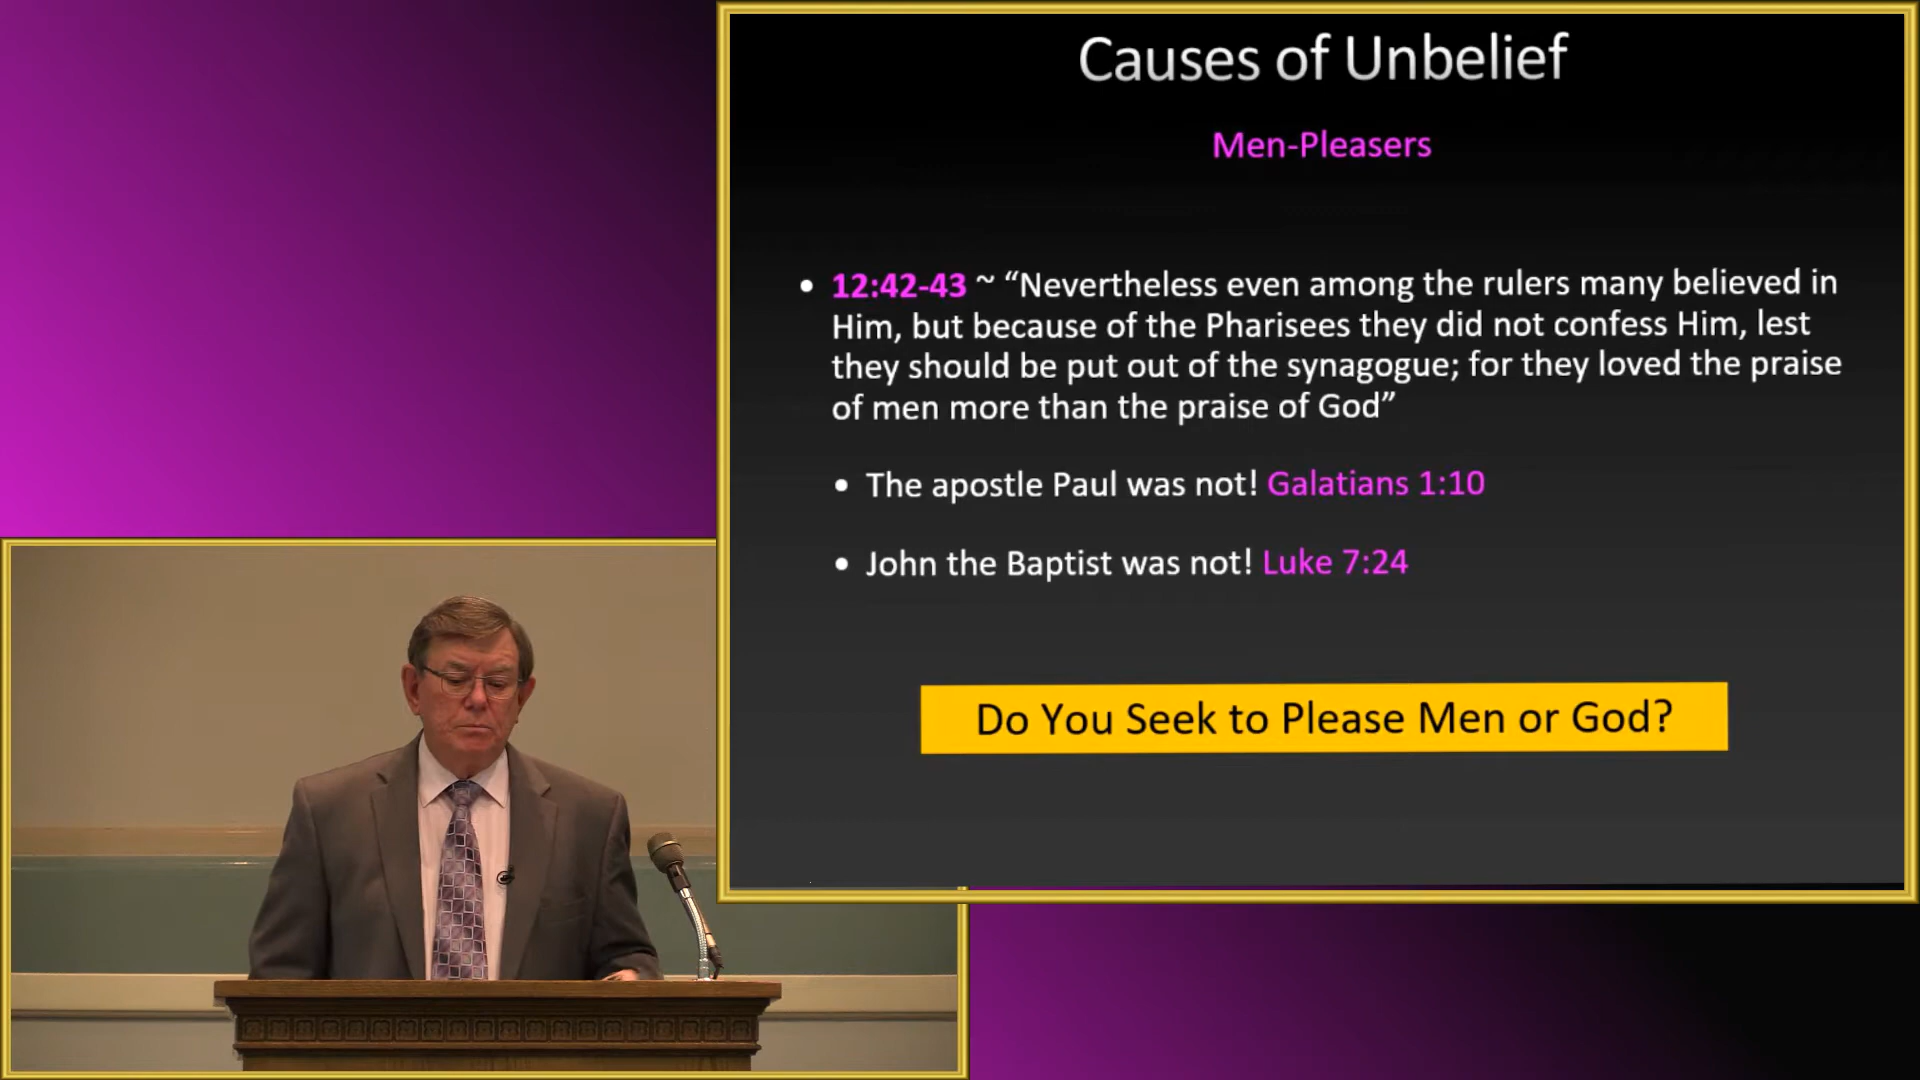 Causes of Unbelief
Men-Pleasers
• 12:42-43 ~ “Nevertheless even among the rulers many believed in
Him, but because of the Pharisees they did not confess Him, lest
they should be put out of the synagogue; for they loved the praise
of men more than the praise of God”
• The apostle Paul was not! Galatians 1:10
• John the Baptist was not! Luke 7:24
Do You Seek to Please Men or God?